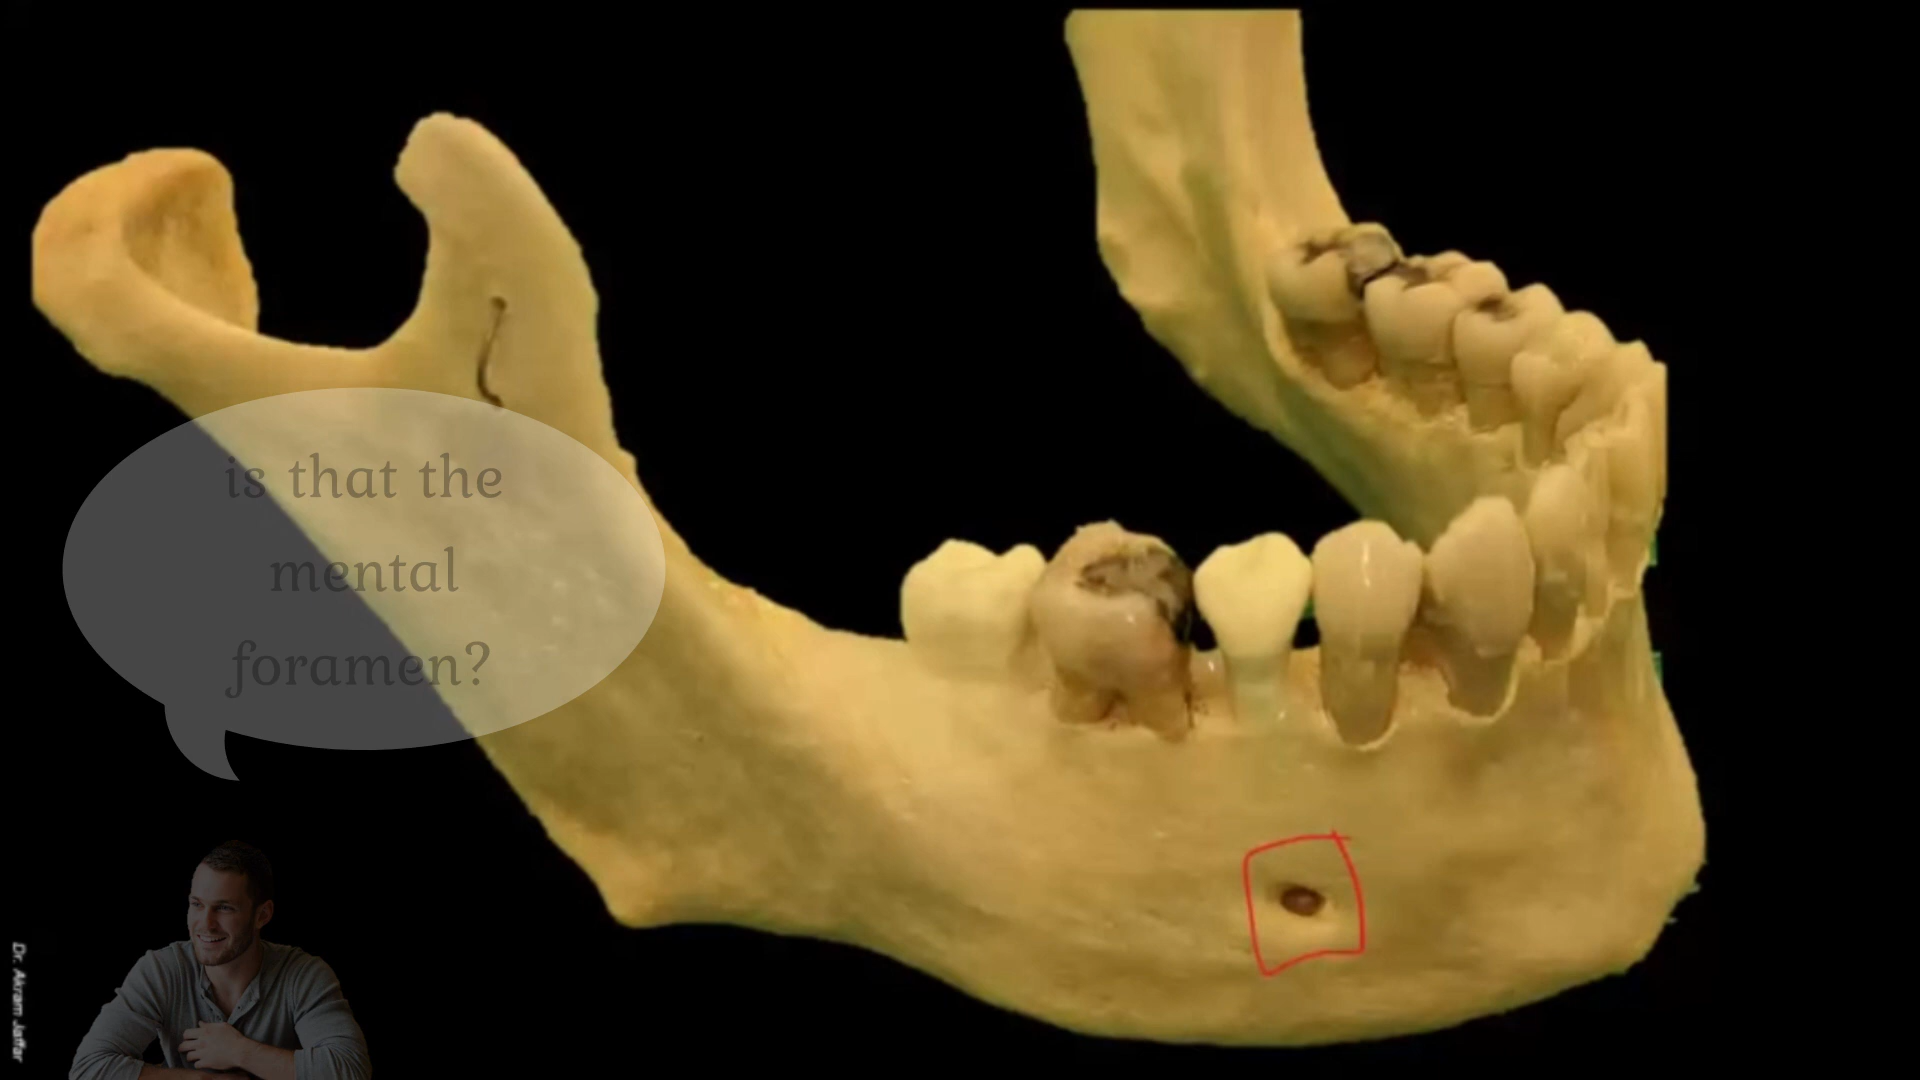 is that the
mental
foramen?
Dr. Akram Jaffar